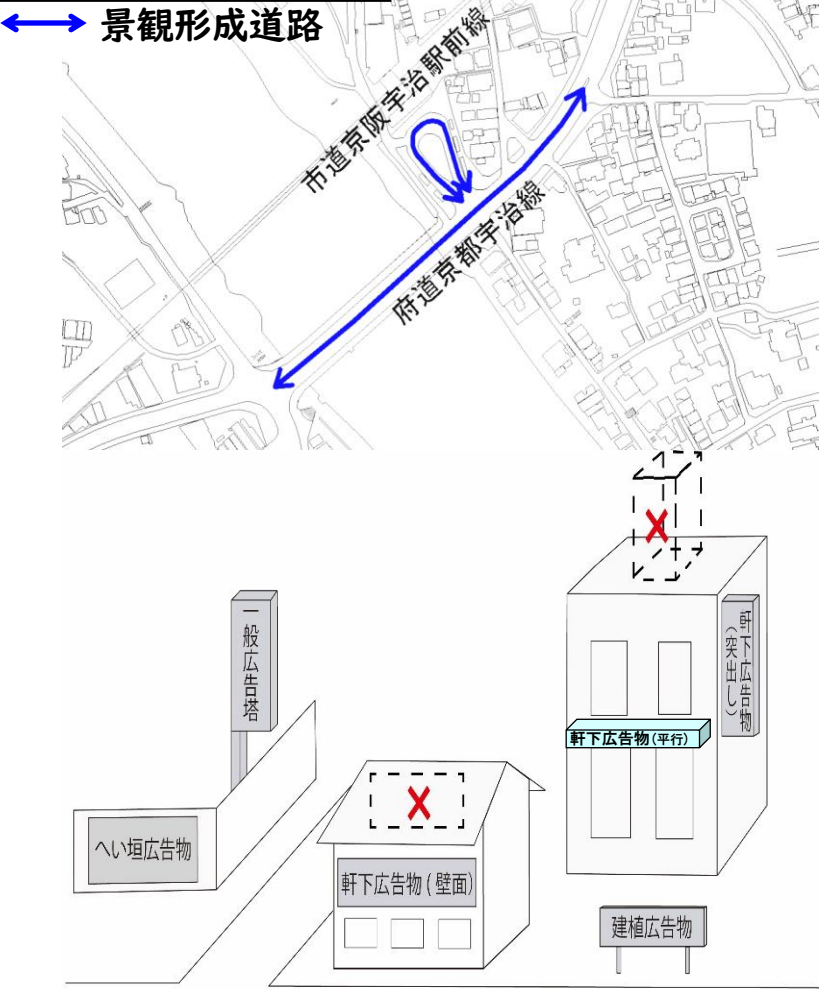 景観形成道路
市道京阪宇治駅前線
府道京都宇治線
一般広告塔
軒下広告物
（突出し）
軒下広告物(平行)
へい垣広告物
軒下広告物(壁面)
建植広告物